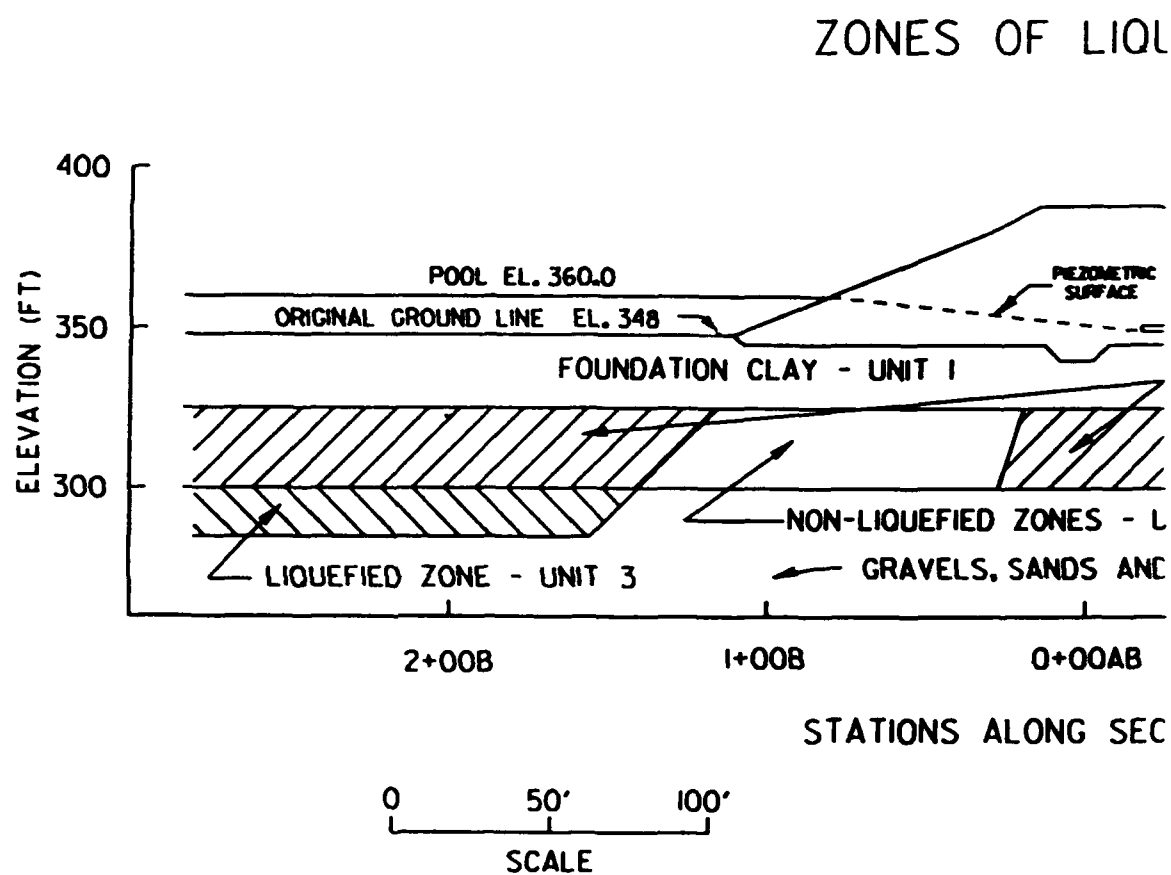 ZONES OF LIQU
400
POOL EL. 360.0
PIEZOMETRIC
SURFACE
350
ORIGINAL GROUND LINE EL. 348
FOUNDATION CLAY - UNIT 1
ELEVATION (FT)
300
NON-LIQUEFIED ZONES - L
LIQUEFIED ZONE - UNIT 3
GRAVELS, SANDS AND
2+00B
1+00B
0+00AB
STATIONS ALONG SEC
0
50'
100'
SCALE